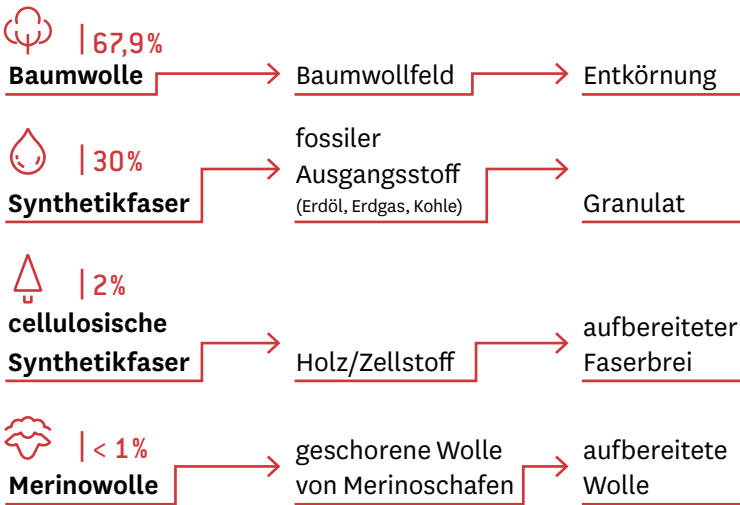 67,9%
Baumwolle
Baumwollfeld
Entkörnung
30%
Synthetikfaser
fossiler
Ausgangsstoff
(Erdöl, Erdgas, Kohle)
Granulat
2%
cellulosische
Synthetikfaser
Holz/Zellstoff
aufbereiteter
Faserbrei
< 1%
Merinowolle
geschorene Wolle
von Merinoschafen
aufbereitete
Wolle